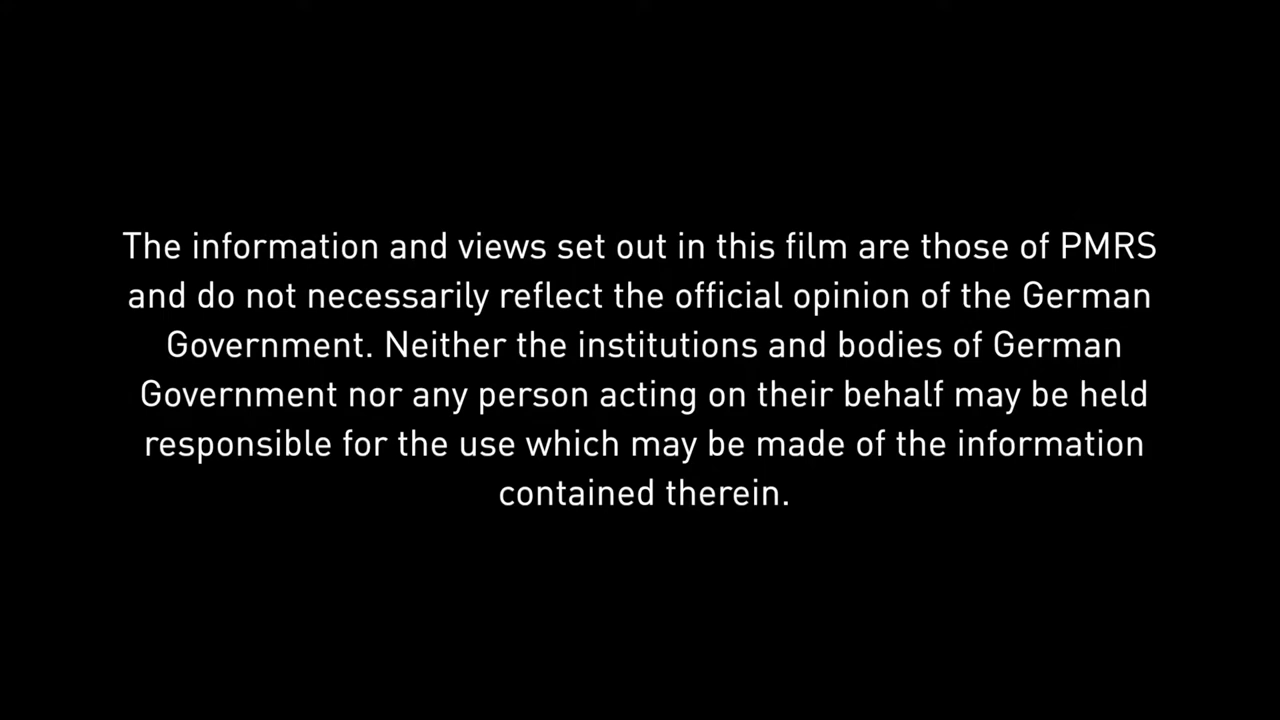 The information and views set out in this film are those of PMRS
and do not necessarily reflect the official opinion of the German
Government. Neither the institutions and bodies of German
Government nor any person acting on their behalf may be held
responsible for the use which may be made of the information
contained therein.